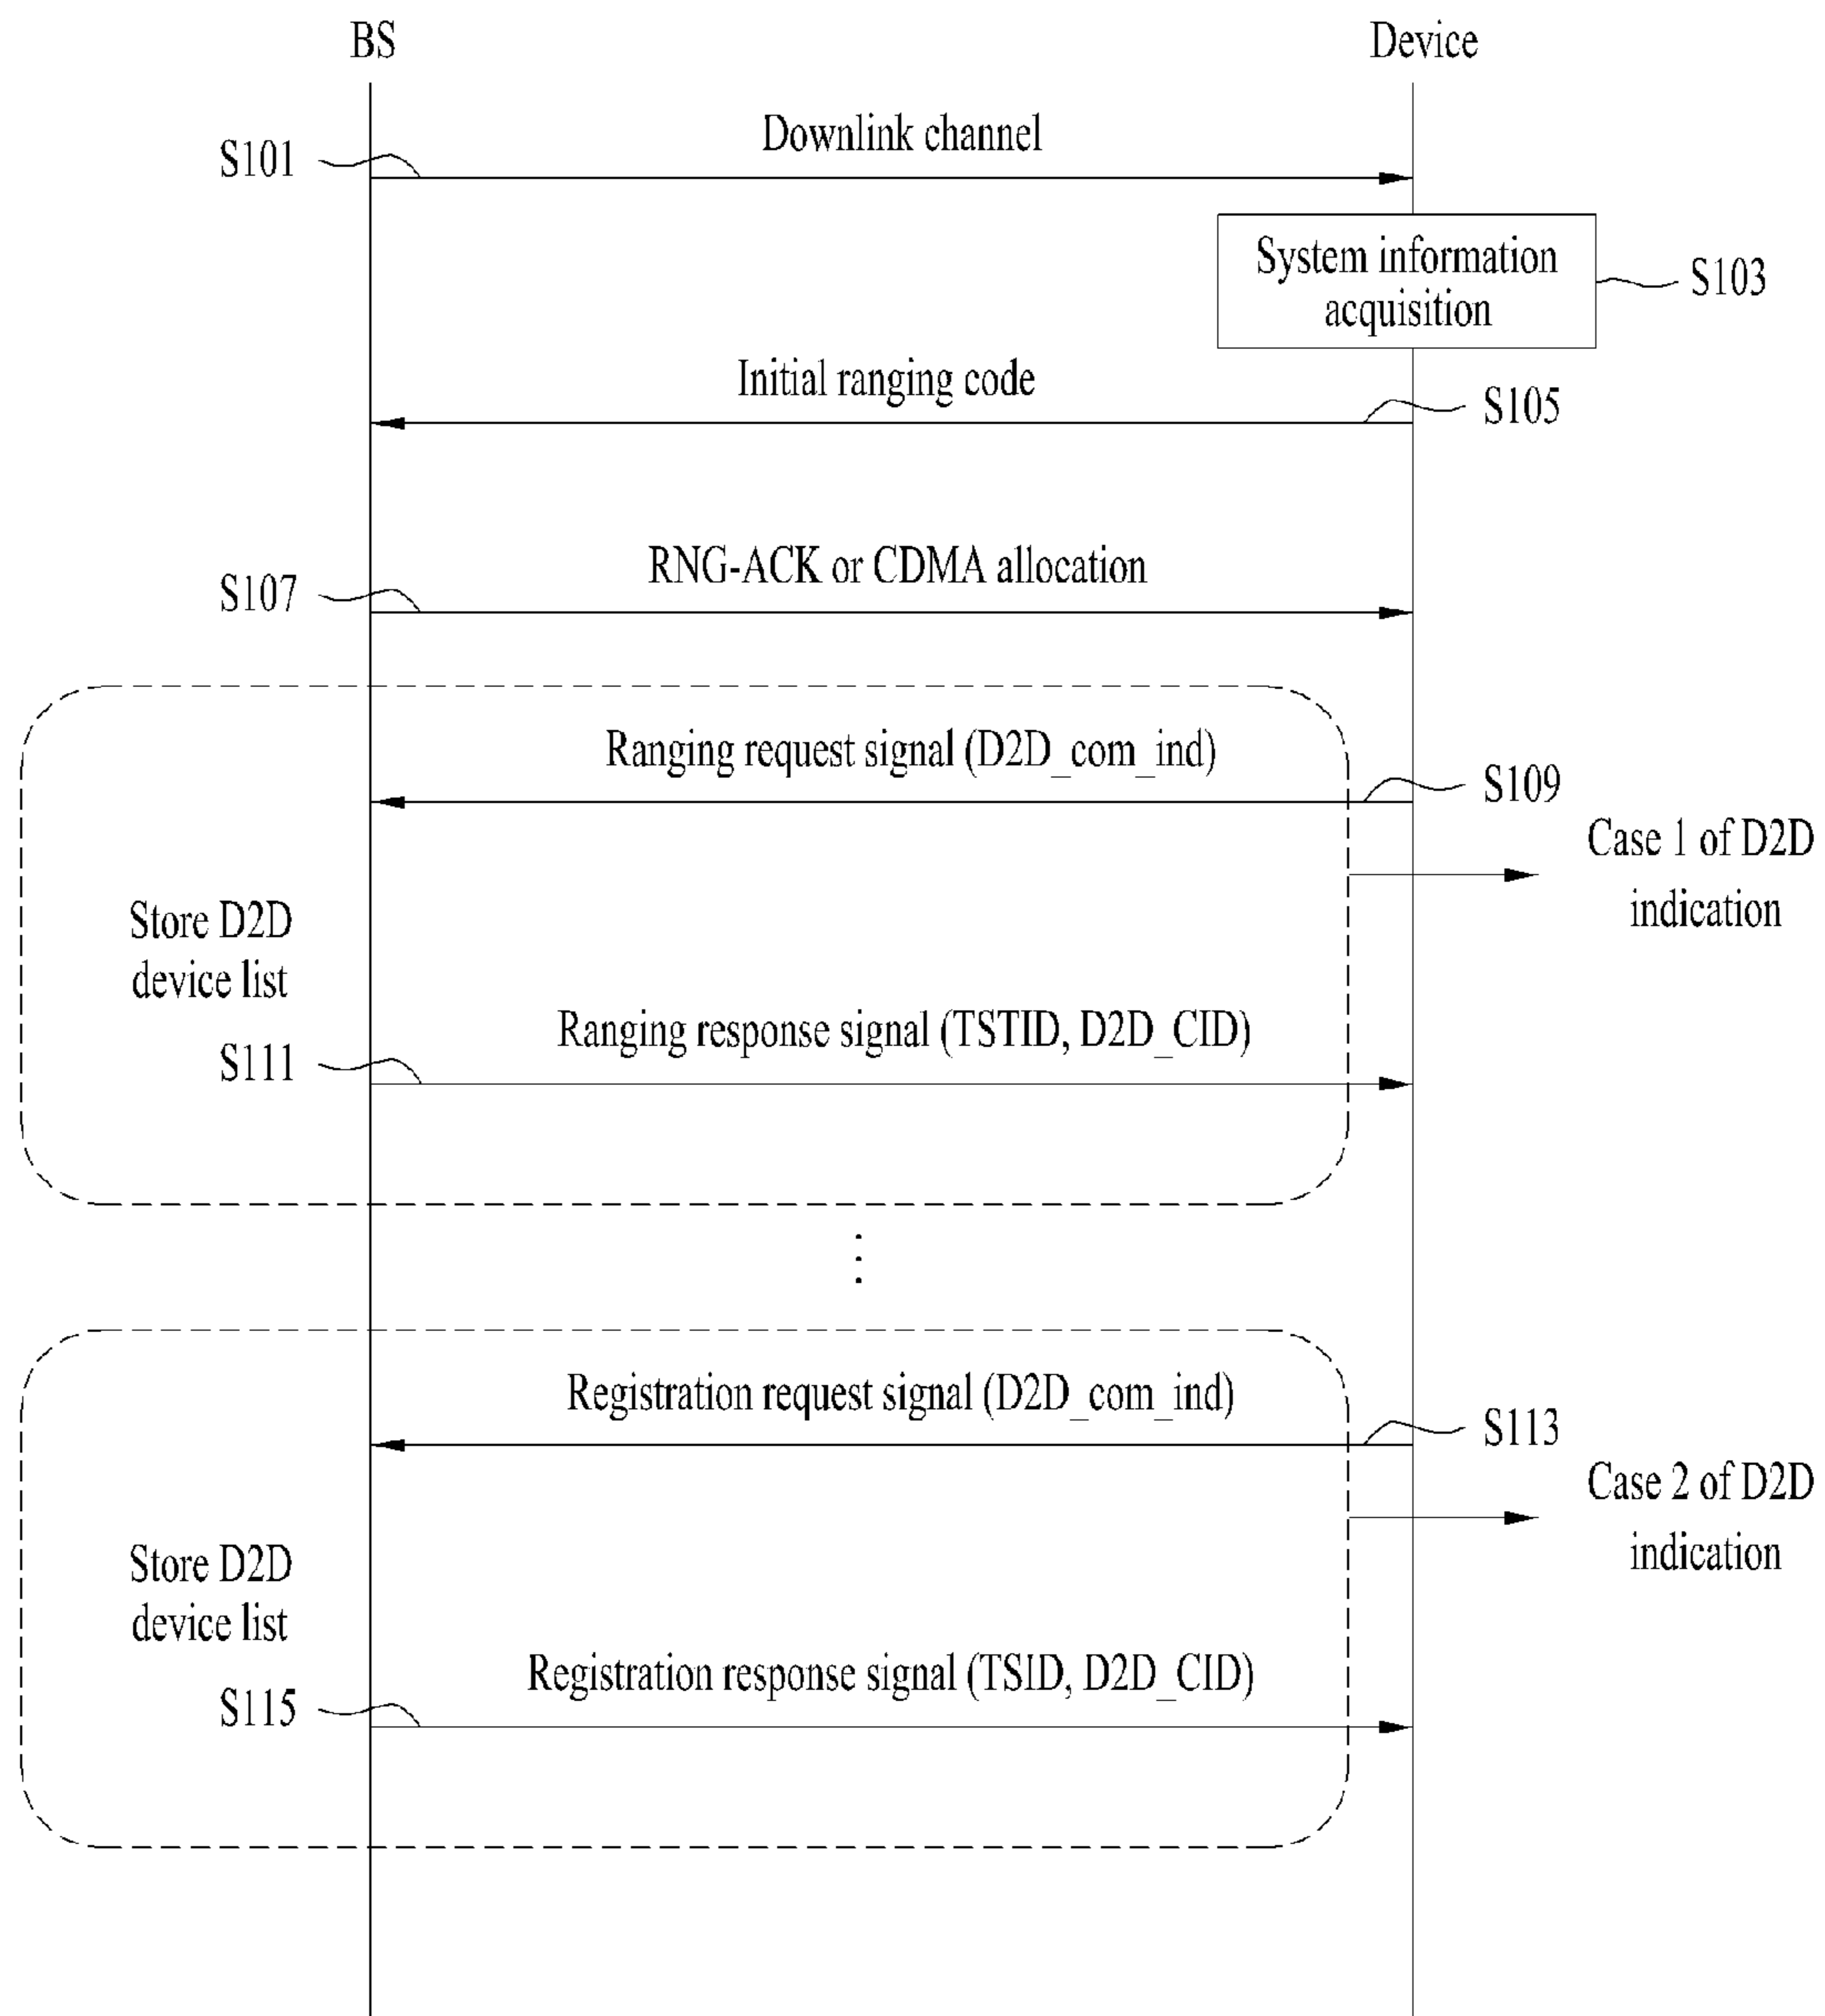 BS
Device
Downlink channel
S101
System information
acquisition
S103
Initial ranging code
S105
RNG-ACK or CDMA allocation
S107
Ranging request signal (D2D_com_ind)
S109
Case 1 of D2D
indication
Store D2D
device list
Ranging response signal (TSTID, D2D_CID)
S111
Registration request signal (D2D_com_ind)
S113
Case 2 of D2D
indication
Store D2D
device list
Registration response signal (TSID, D2D_CID)
S115